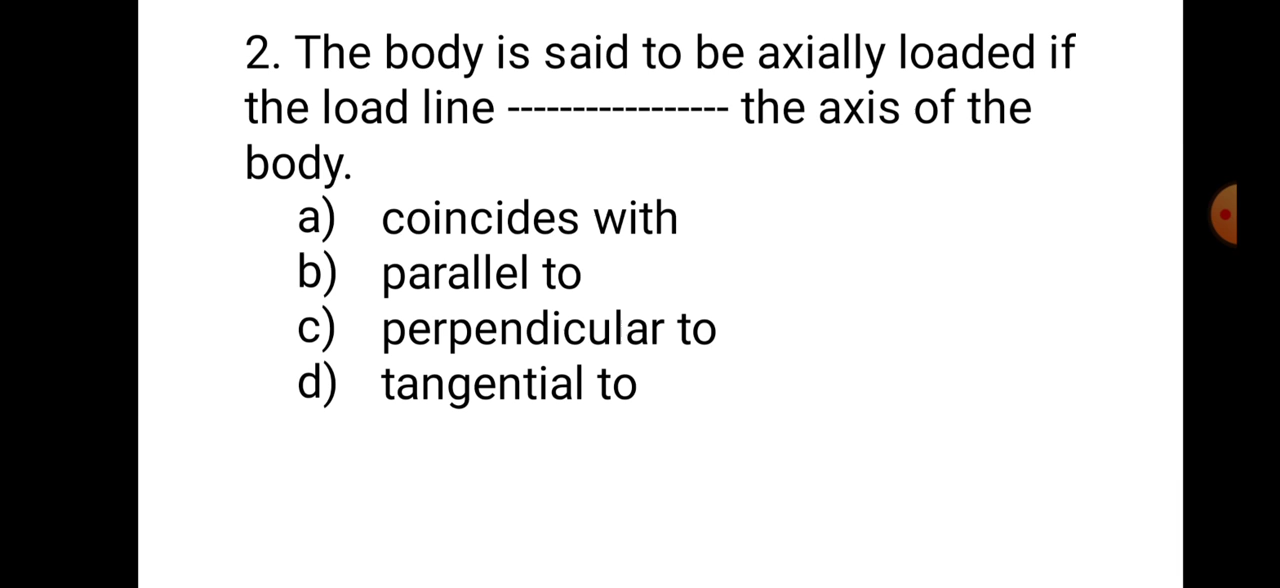 2. The body is said to be axially loaded if
the load line ----------------- the axis of the
body.
a) coincides with
b) parallel to
c) perpendicular to
d) tangential to